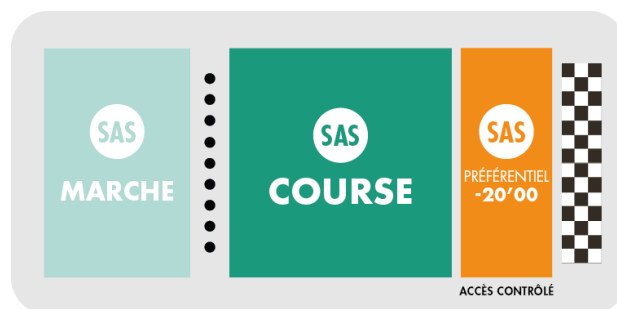 SAS
MARCHE
SAS
COURSE
SAS
PRÉFÉRENTIEL
-20’00
ACCÈS CONTRÔLÉ